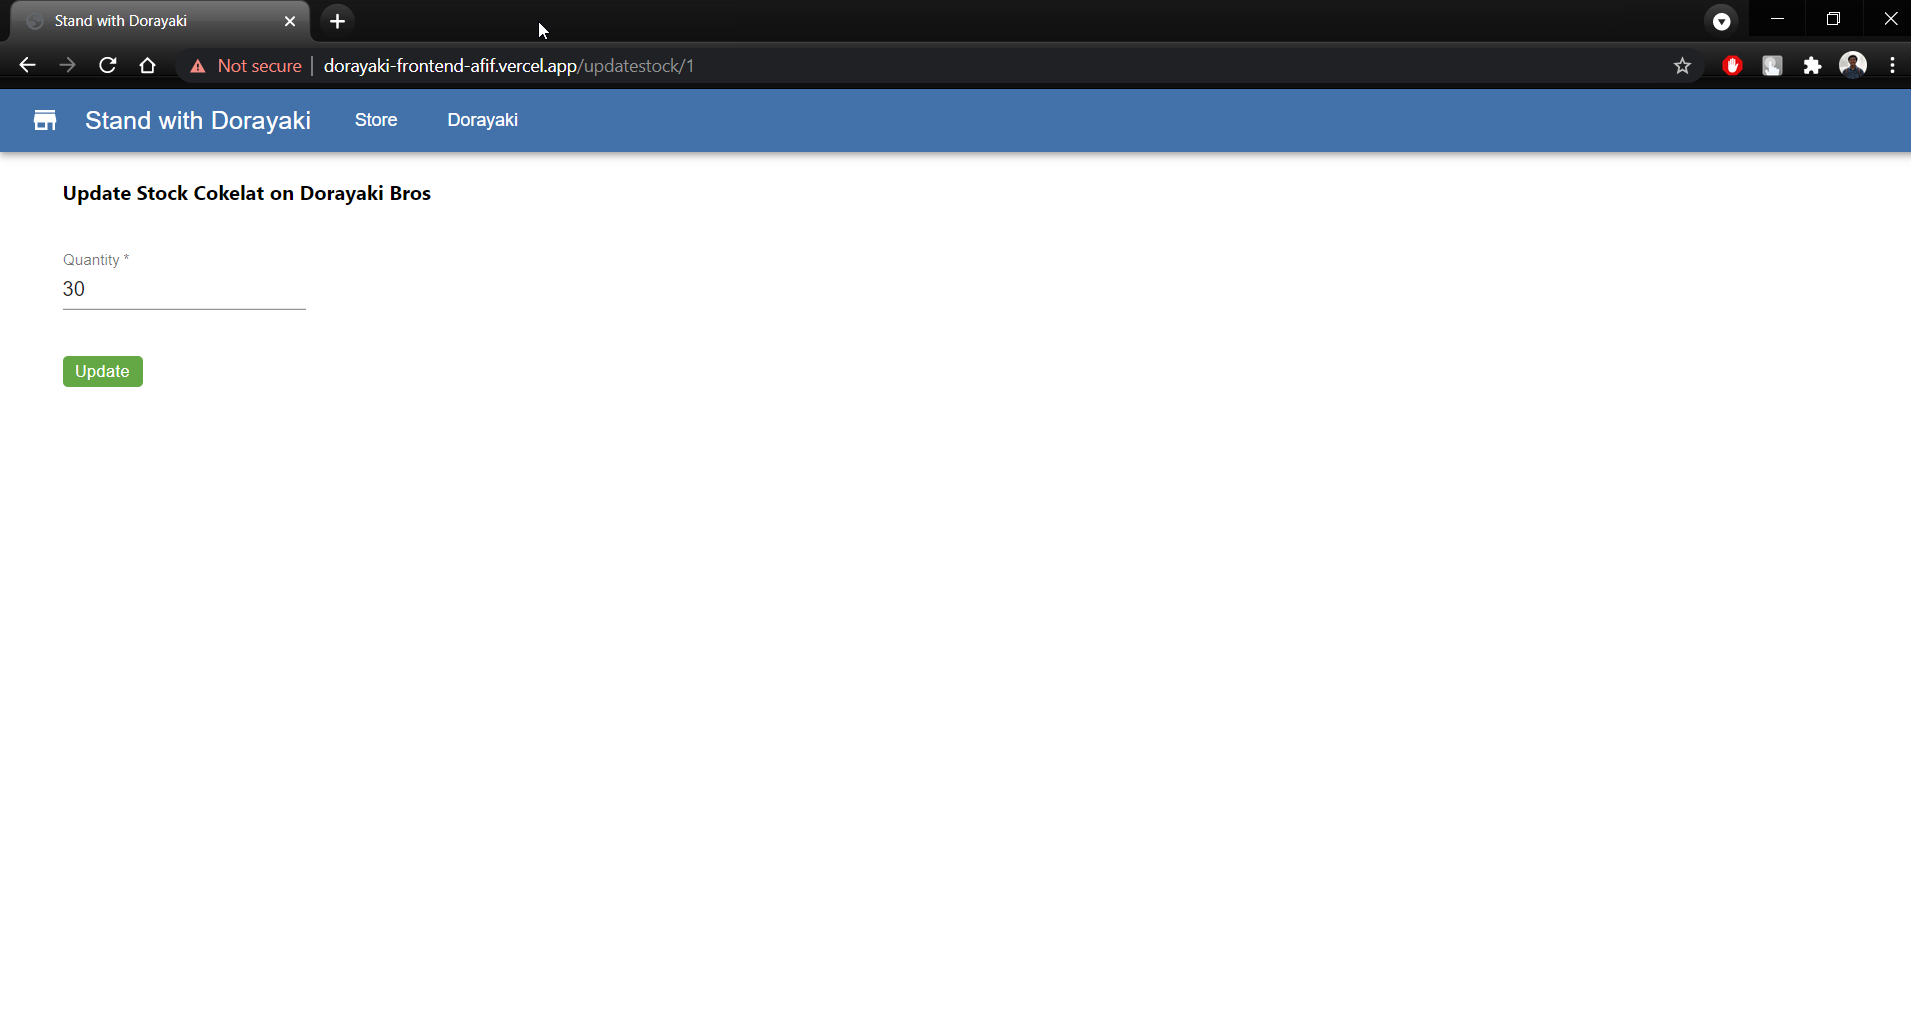 Stand with Dorayaki
Not secure dorayaki-frontend-afif.vercel.app/updatestock/1
Stand with Dorayaki Store Dorayaki
Update Stock Cokelat on Dorayaki Bros
Quantity *
30
Update